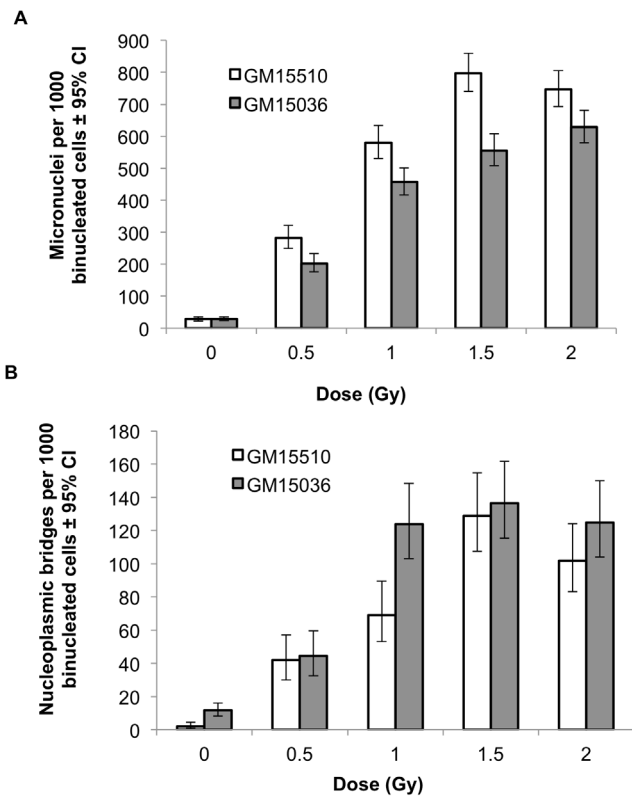 A
Micronuclei per 1000
binucleated cells ± 95% CI
900
800
700
600
500
400
300
200
100
0
GM15510
GM15036
0 0.5 1 1.5 2
Dose (Gy)
B
Nucleoplasmic bridges per 1000
binucleated cells ± 95% CI
180
160
140
120
100
80
60
40
20
0
GM15510
GM15036
0 0.5 1 1.5 2
Dose (Gy)